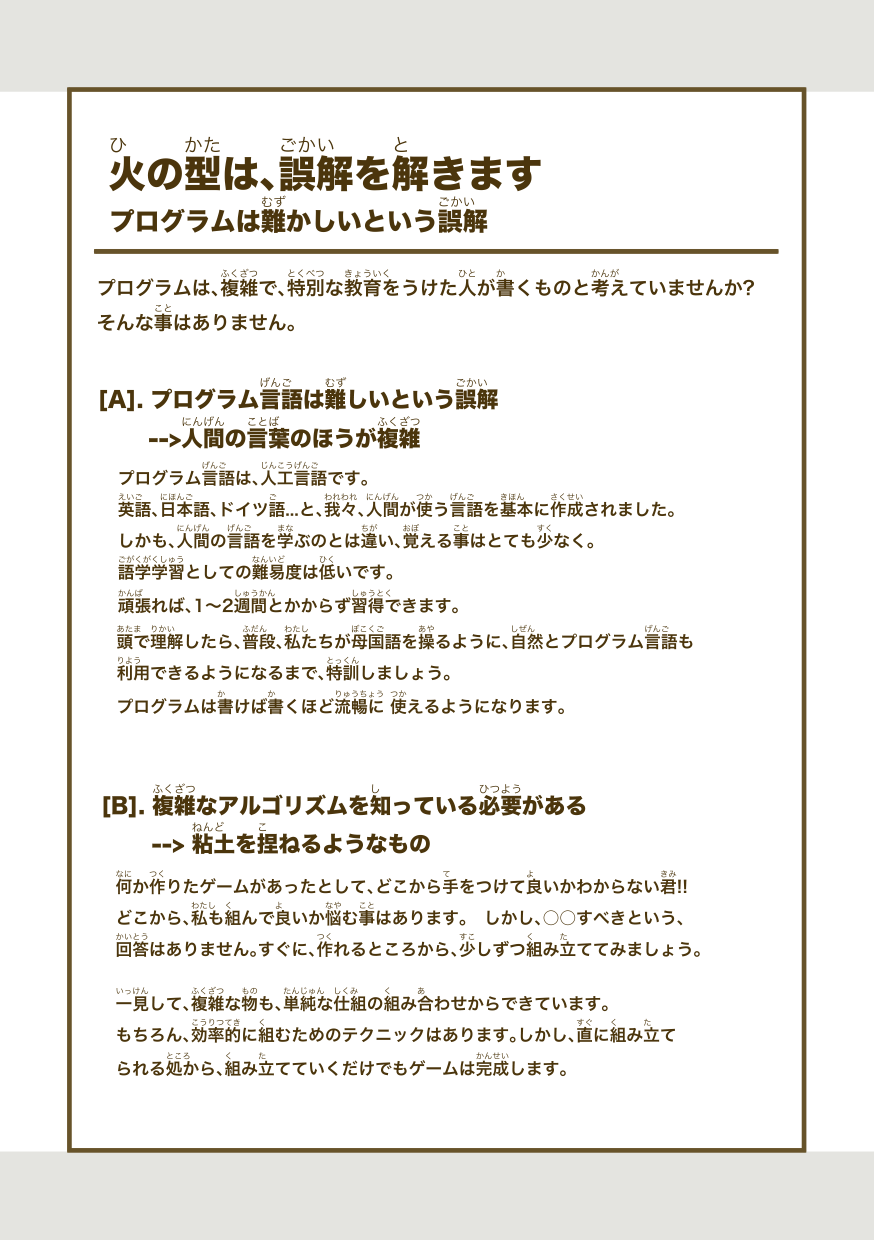 火の型は、誤解を解きます
プログラムは難かしいという誤解
プログラムは、複雑で、特別な教育をうけた人が書くものと考えていませんか?
そんな事はありません。
[A]. プログラム言語は難しいという誤解
-->人間の言葉のほうが複雑
プログラム言語は、人工言語です。
英語、日本語、ドイツ語...と、我々、人間が使う言語を基本に作成されました。
しかも、人間の言語を学ぶのとは違い、覚える事はとても少なく。
語学学習としての難易度は低いです。
頑張れば、1〜2週間とかからず習得できます。
頭で理解したら、普段、私たちが母国語を操るように、自然とプログラム言語も
利用できるようになるまで、特訓しましょう。
プログラムは書けば書くほど流暢に 使えるようになります。
[B]. 複雑なアルゴリズムを知っている必要がある
--> 粘土を捏ねるようなもの
何か作りたゲームがあったとして、どこから手をつけて良いかわからない君!!
どこから、私も組んで良いか悩む事はあります。 しかし、○○すべきという、
回答はありません。すぐに、作れるところから、少しずつ組み立ててみましょう。
一見して、複雑な物も、単純な仕組の組み合わせからできています。
もちろん、効率的に組むためのテクニックはあります。しかし、直に組み立て
られる処から、組み立てていくだけでもゲームは完成します。